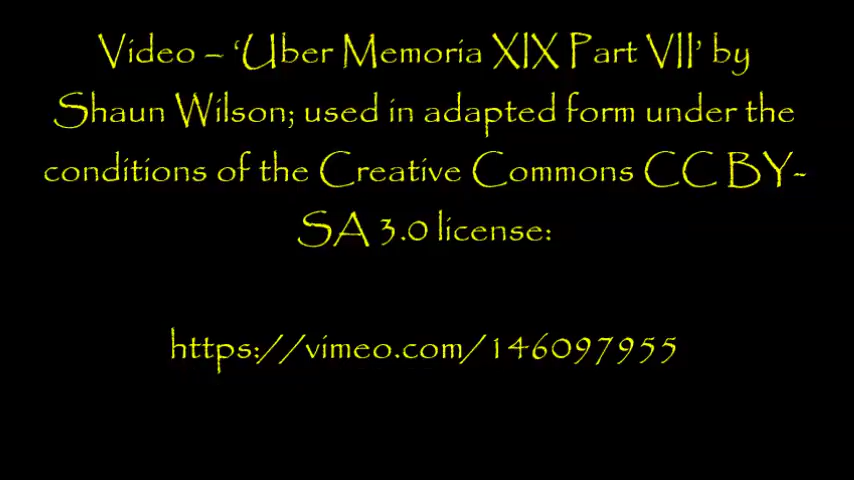 Video – ‘Uber Memoria XIX Part VII’ by
Shaun Wilson; used in adapted form under the
conditions of the Creative Commons CC BY-
SA 3.0 license:
https://vimeo.com/146097955